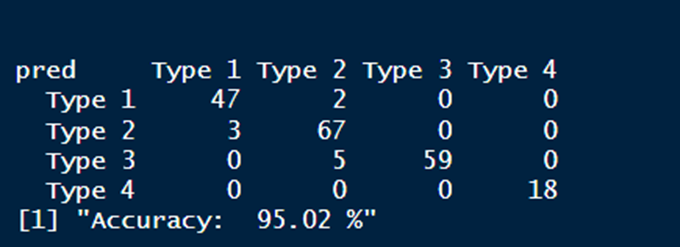 pred Type 1 Type 2 Type 3 Type 4
Type 1 47 2 0 0
Type 2 3 67 0 0
Type 3 0 5 59 0
Type 4 0 0 0 18
[1] "Accuracy:  95.02 %"